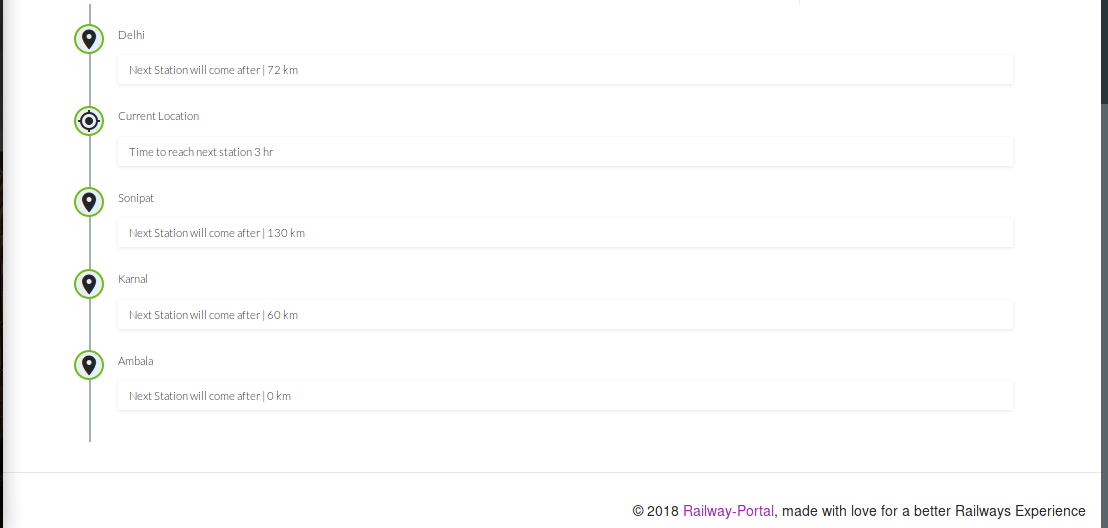 Delhi
Next Station will come after | 72 km
Current Location
Time to reach next station 3 hr
Sonipat
Next Station will come after | 130 km
Karnal
Next Station will come after | 60 km
Ambala
Next Station will come after | 0 km
© 2018 Railway-Portal, made with love for a better Railways Experience